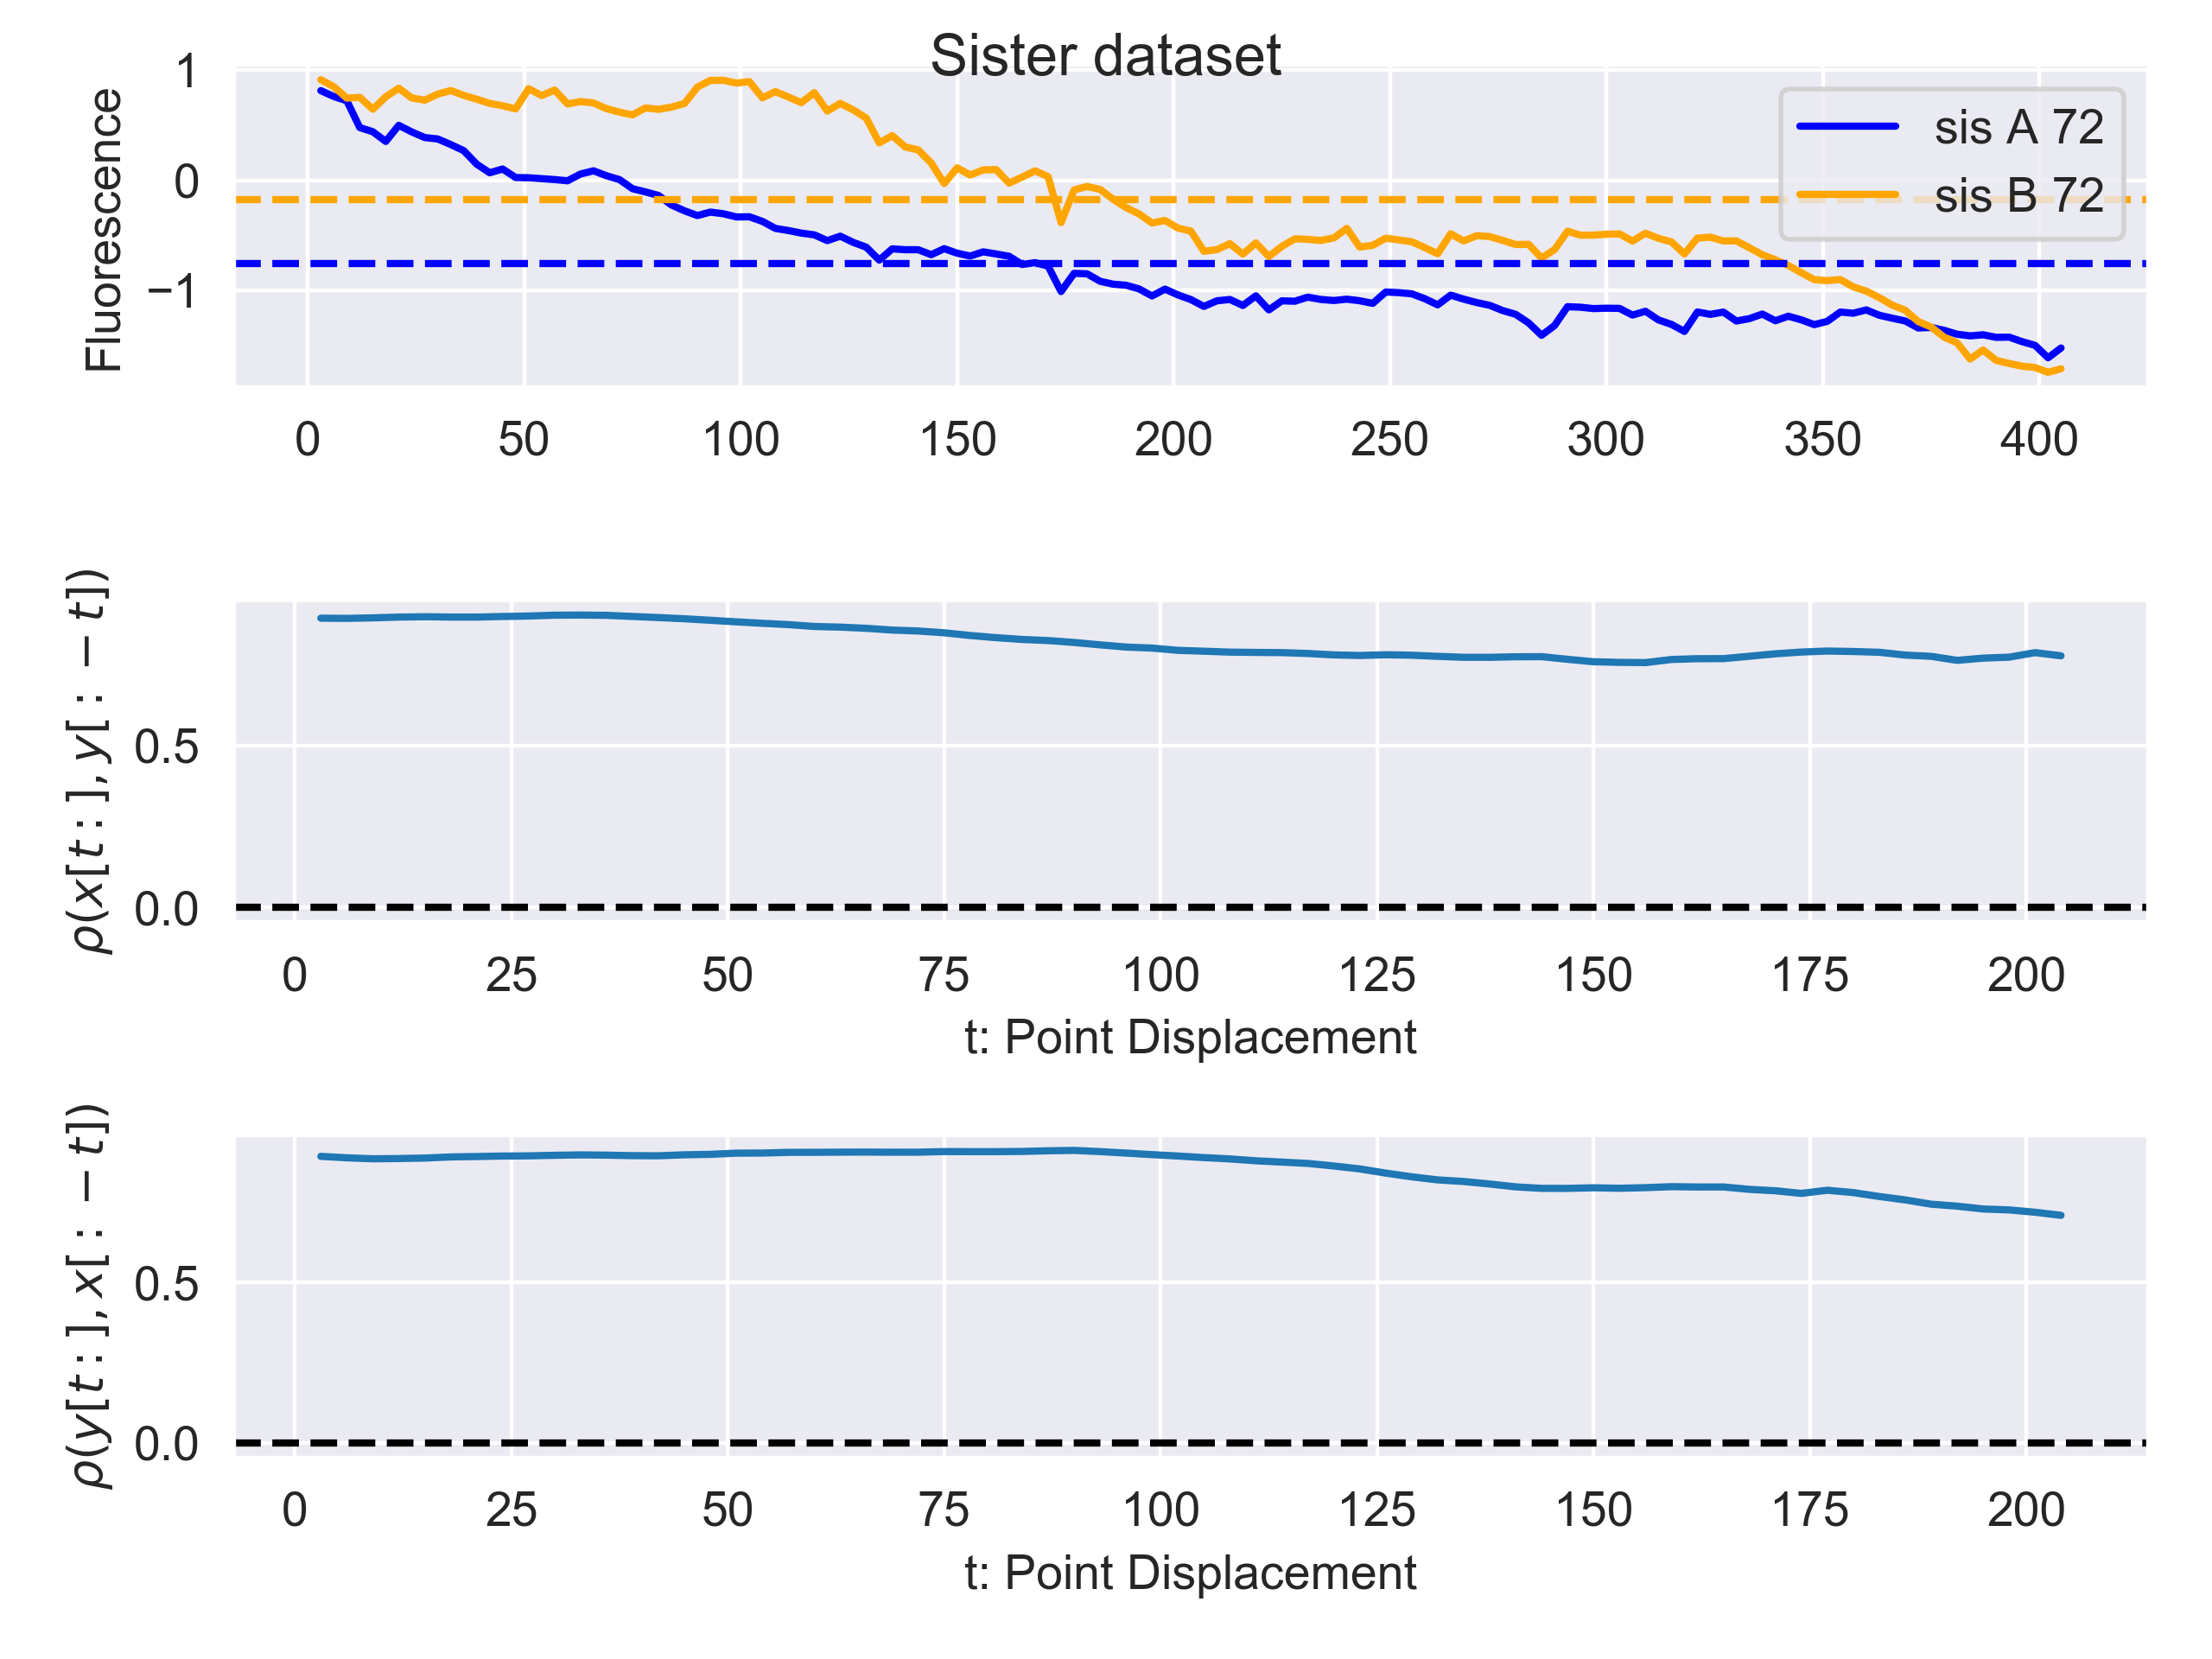 Sister dataset
Fluorescence
1
0
−1
sis A 72
sis B 72
0 50 100 150 200 250 300 350 400
ρ(x[t:], y[: − t])
0.5
0.0
0 25 50 75 100 125 150 175 200
t: Point Displacement
ρ(y[t:], x[: − t])
0.5
0.0
0 25 50 75 100 125 150 175 200
t: Point Displacement